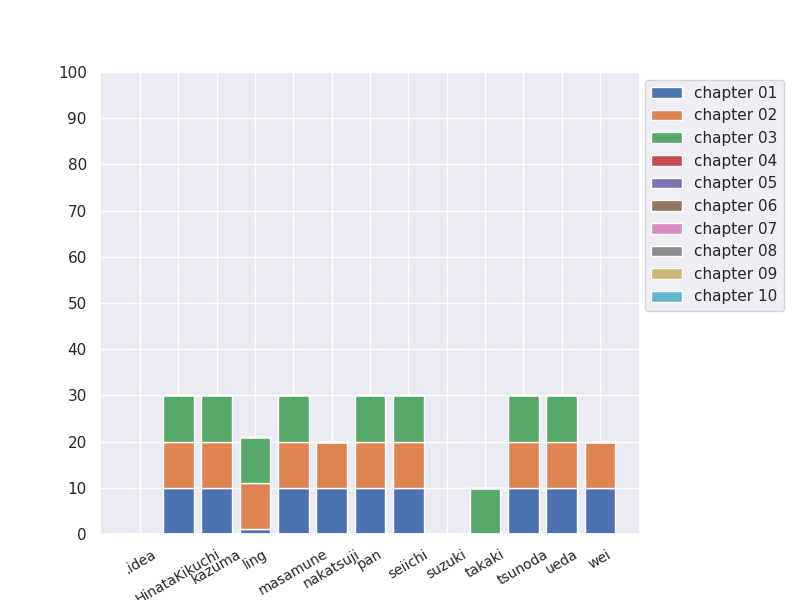 100
90
80
70
60
50
40
30
20
10
0
.idea
HinataKikuchi
kazuma
ling
masamune
nakatsuji
pan
seiichi
suzuki
takaki
tsunoda
ueda
wei
chapter 01
chapter 02
chapter 03
chapter 04
chapter 05
chapter 06
chapter 07
chapter 08
chapter 09
chapter 10